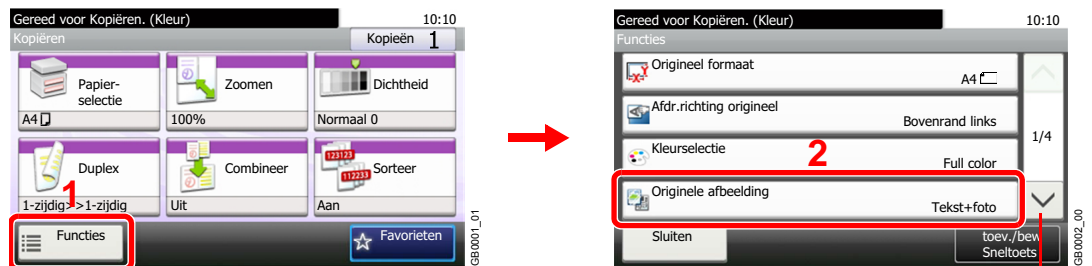 Gereed voor Kopiëren. (Kleur) 10:10
Kopiëren Kopieën 1
Papier-
selectie
A4
Zoomen
100%
Dichtheid
Normaal 0
Duplex
1-zijdig>>1-zijdig
Combineer
Uit
123123
112233
Sorteer
Aan
1
Functies
Favorieten
GB0001_01
Gereed voor Kopiëren. (Kleur) 10:10
Functies
Origineel formaat
A4
Afdr.richting origineel
Bovenrand links
1/4
Kleurselectie
Full color
2
Originele afbeelding
Tekst+foto
Sluiten
toev./bew
Sneltoets
GB0002_00